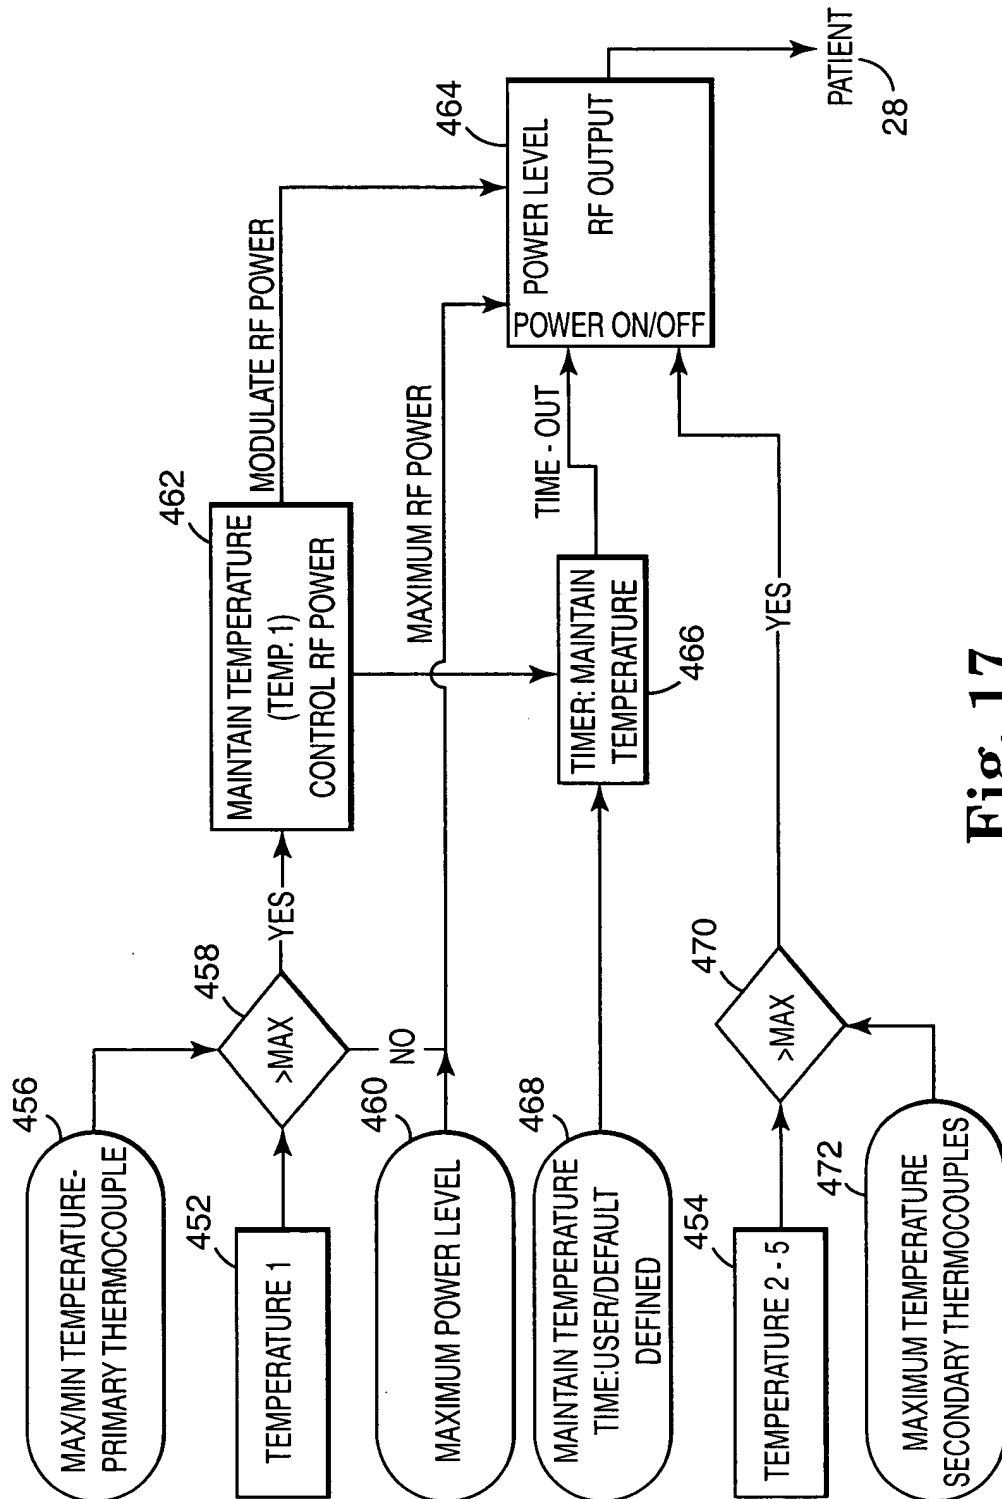 456
MAX/MIN TEMPERATURE-
PRIMARY THERMOCOUPLE
452
TEMPERATURE 1
458
>MAX
YES
NO
462
MAINTAIN TEMPERATURE
(TEMP. 1)
CONTROL RF POWER
MODULATE RF POWER
460
MAXIMUM POWER LEVEL
MAXIMUM RF POWER
464
POWER LEVEL
RF OUTPUT
POWER ON/OFF
PATIENT
28
468
MAINTAIN TEMPERATURE
TIME:USER/DEFAULT
DEFINED
TIMER: MAINTAIN
TEMPERATURE
466
TIME - OUT
454
TEMPERATURE 2 - 5
470
>MAX
YES
472
MAXIMUM TEMPERATURE
SECONDARY THERMOCOUPLES
Fig. 17